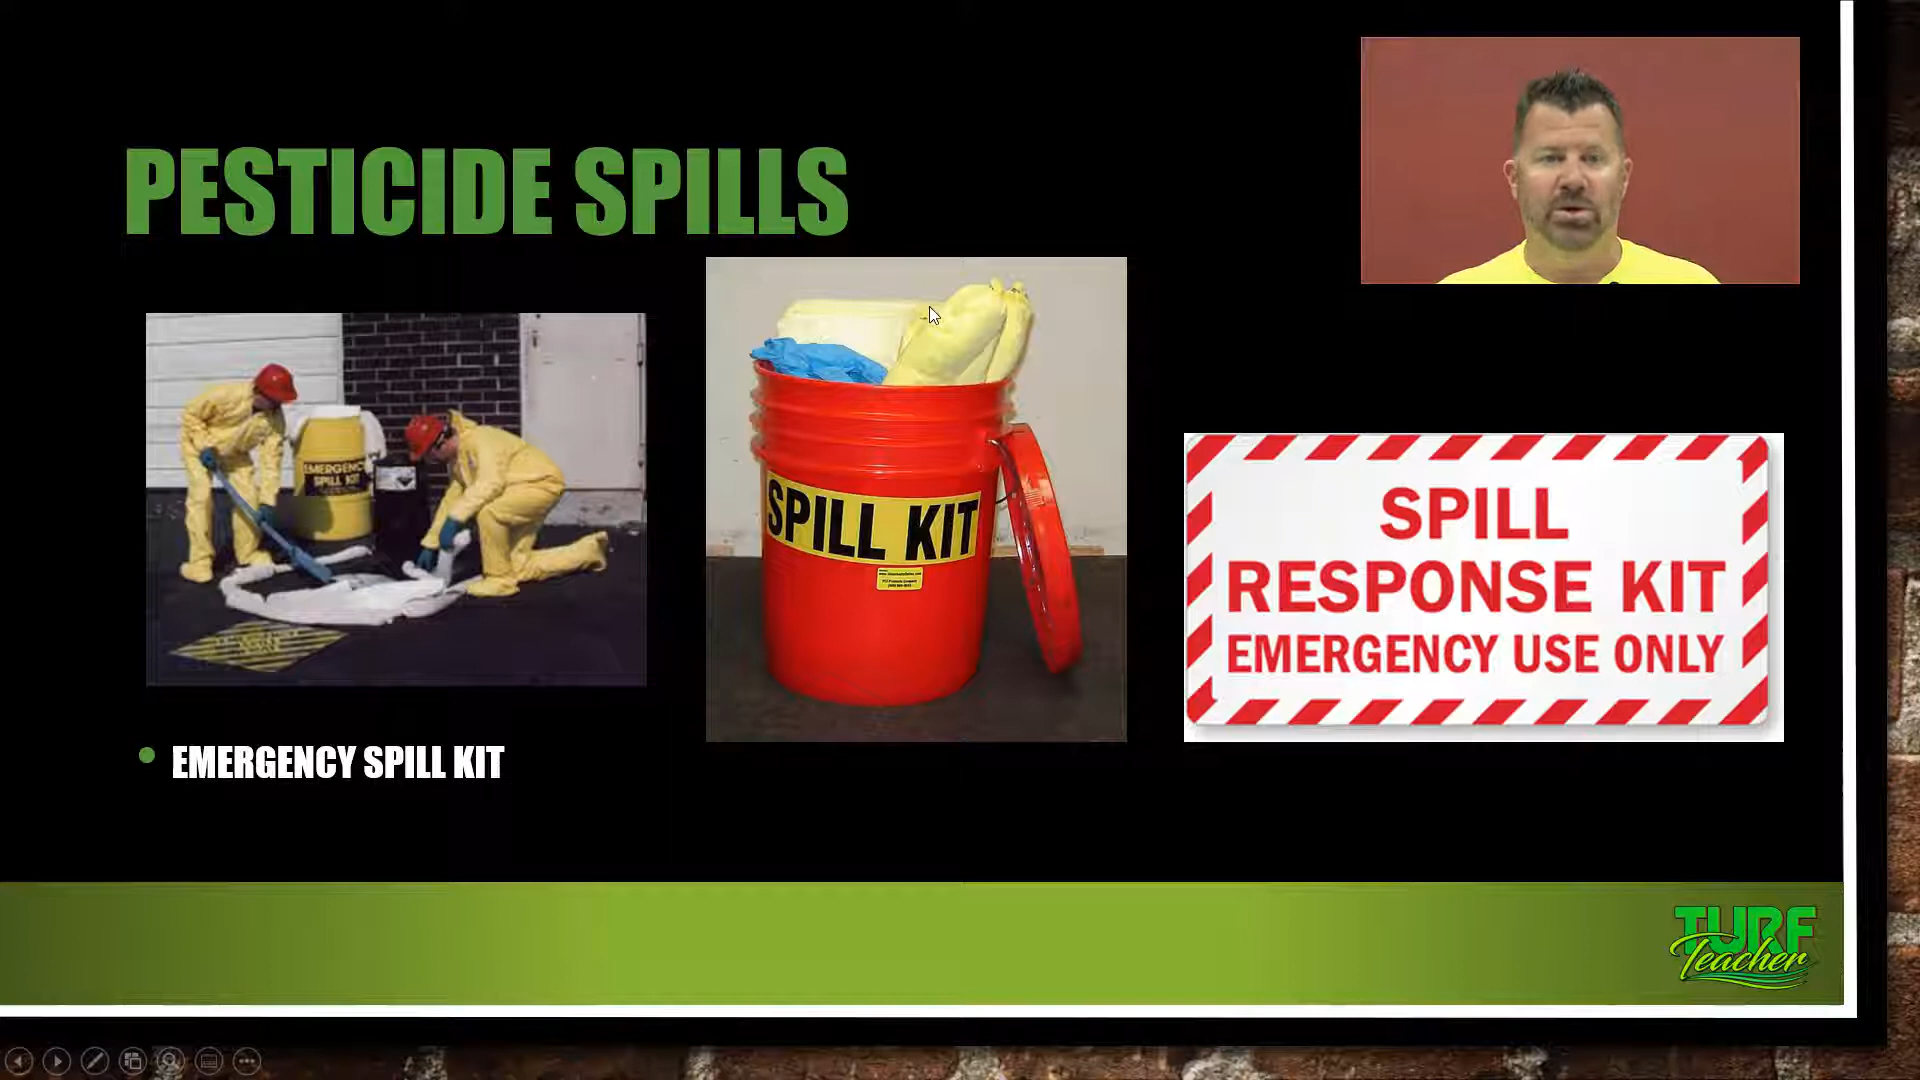 PESTICIDE SPILLS
EMERGENCY
SPILL KIT
SPILL KIT
SPILL
RESPONSE KIT
EMERGENCY USE ONLY
EMERGENCY SPILL KIT
TURF
Teacher